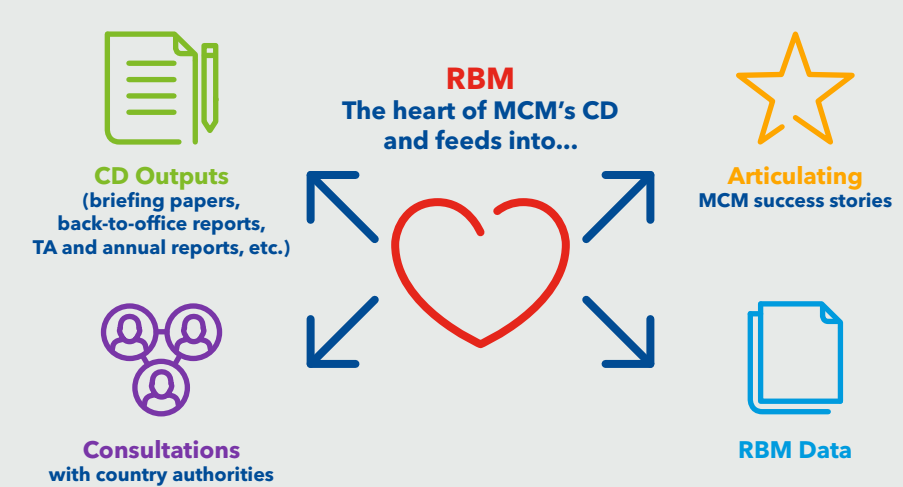 RBM
The heart of MCM's CD
and feeds into...
CD Outputs
(briefing papers,
back-to-office reports,
TA and annual reports, etc.)
Articulating
MCM success stories
Consultations
with country authorities
RBM Data